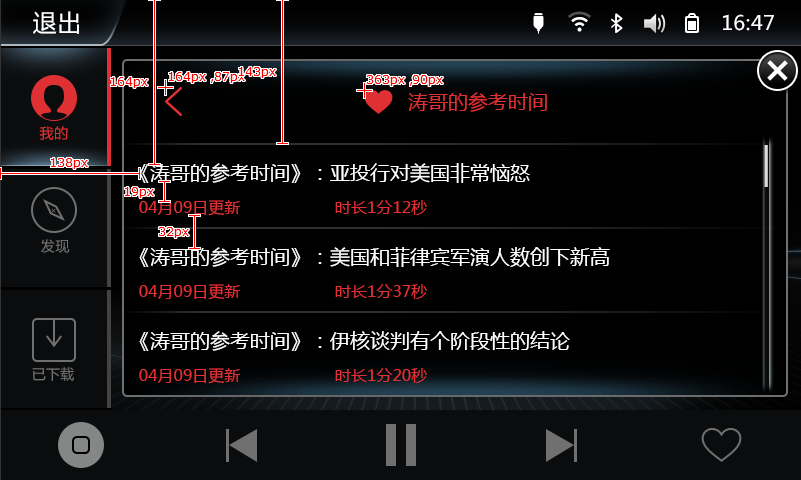 退出 16:47
164px
164px ,87px
143px
363px ,90px
涛哥的参考时间
我的
138px
《涛哥的参考时间》：亚投行对美国非常恼怒
19px
04月09日更新 时长1分12秒
32px
发现
《涛哥的参考时间》：美国和菲律宾军演人数创下新高
04月09日更新 时长1分37秒
《涛哥的参考时间》：伊核谈判有个阶段性的结论
已下载
04月09日更新 时长1分20秒